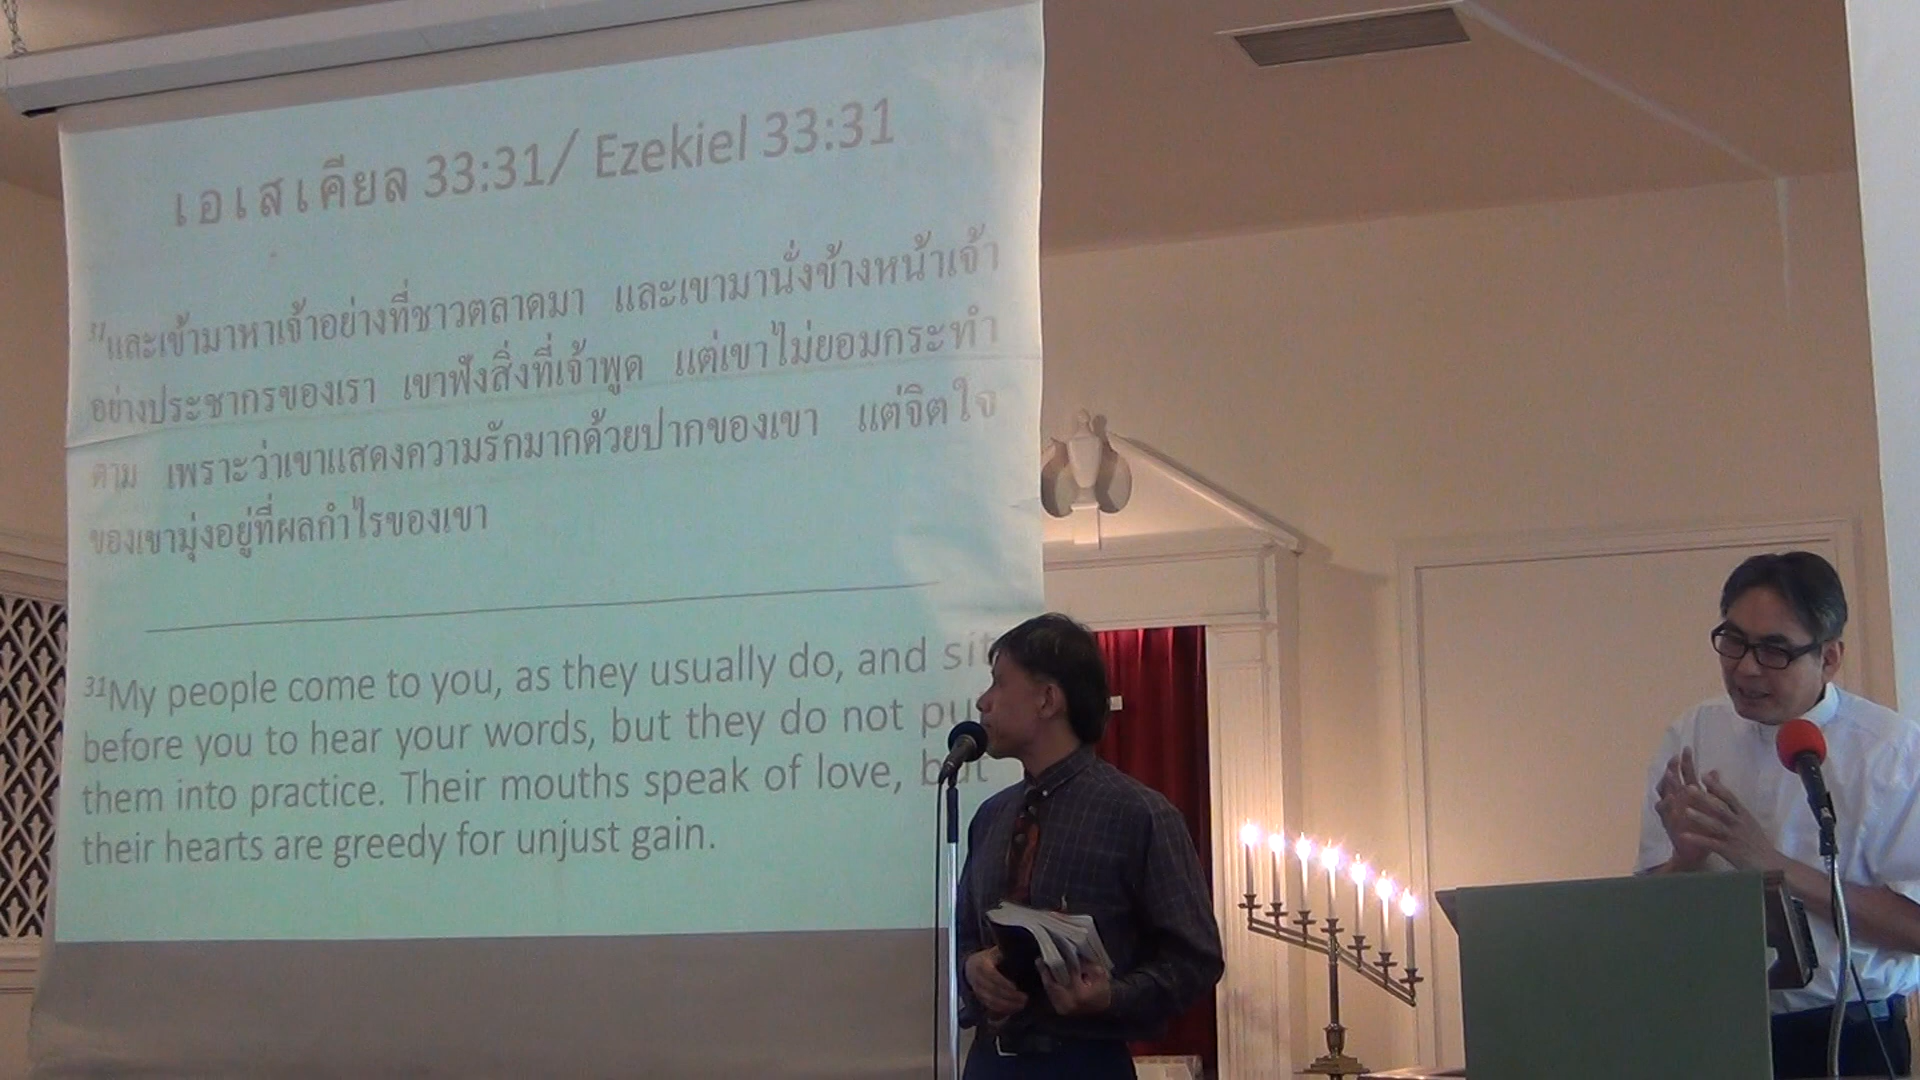 เอเสเคียล 33:31/ Ezekiel 33:31
31และเข้ามาหาเจ้าอย่างที่ชาวตลาดมา และเขามานั่งข้างหน้าเจ้า
อย่างประชากรของเรา เขาฟังสิ่งที่เจ้าพูด แต่เขาไม่ยอมกระทำ
ตาม เพราะว่าเขาแสดงความรักมากด้วยปากของเขา แต่จิตใจ
ของเขามุ่งอยู่ที่ผลกำไรของเขา
31My people come to you, as they usually do, and sit
before you to hear your words, but they do not put
them into practice. Their mouths speak of love, but
their hearts are greedy for unjust gain.